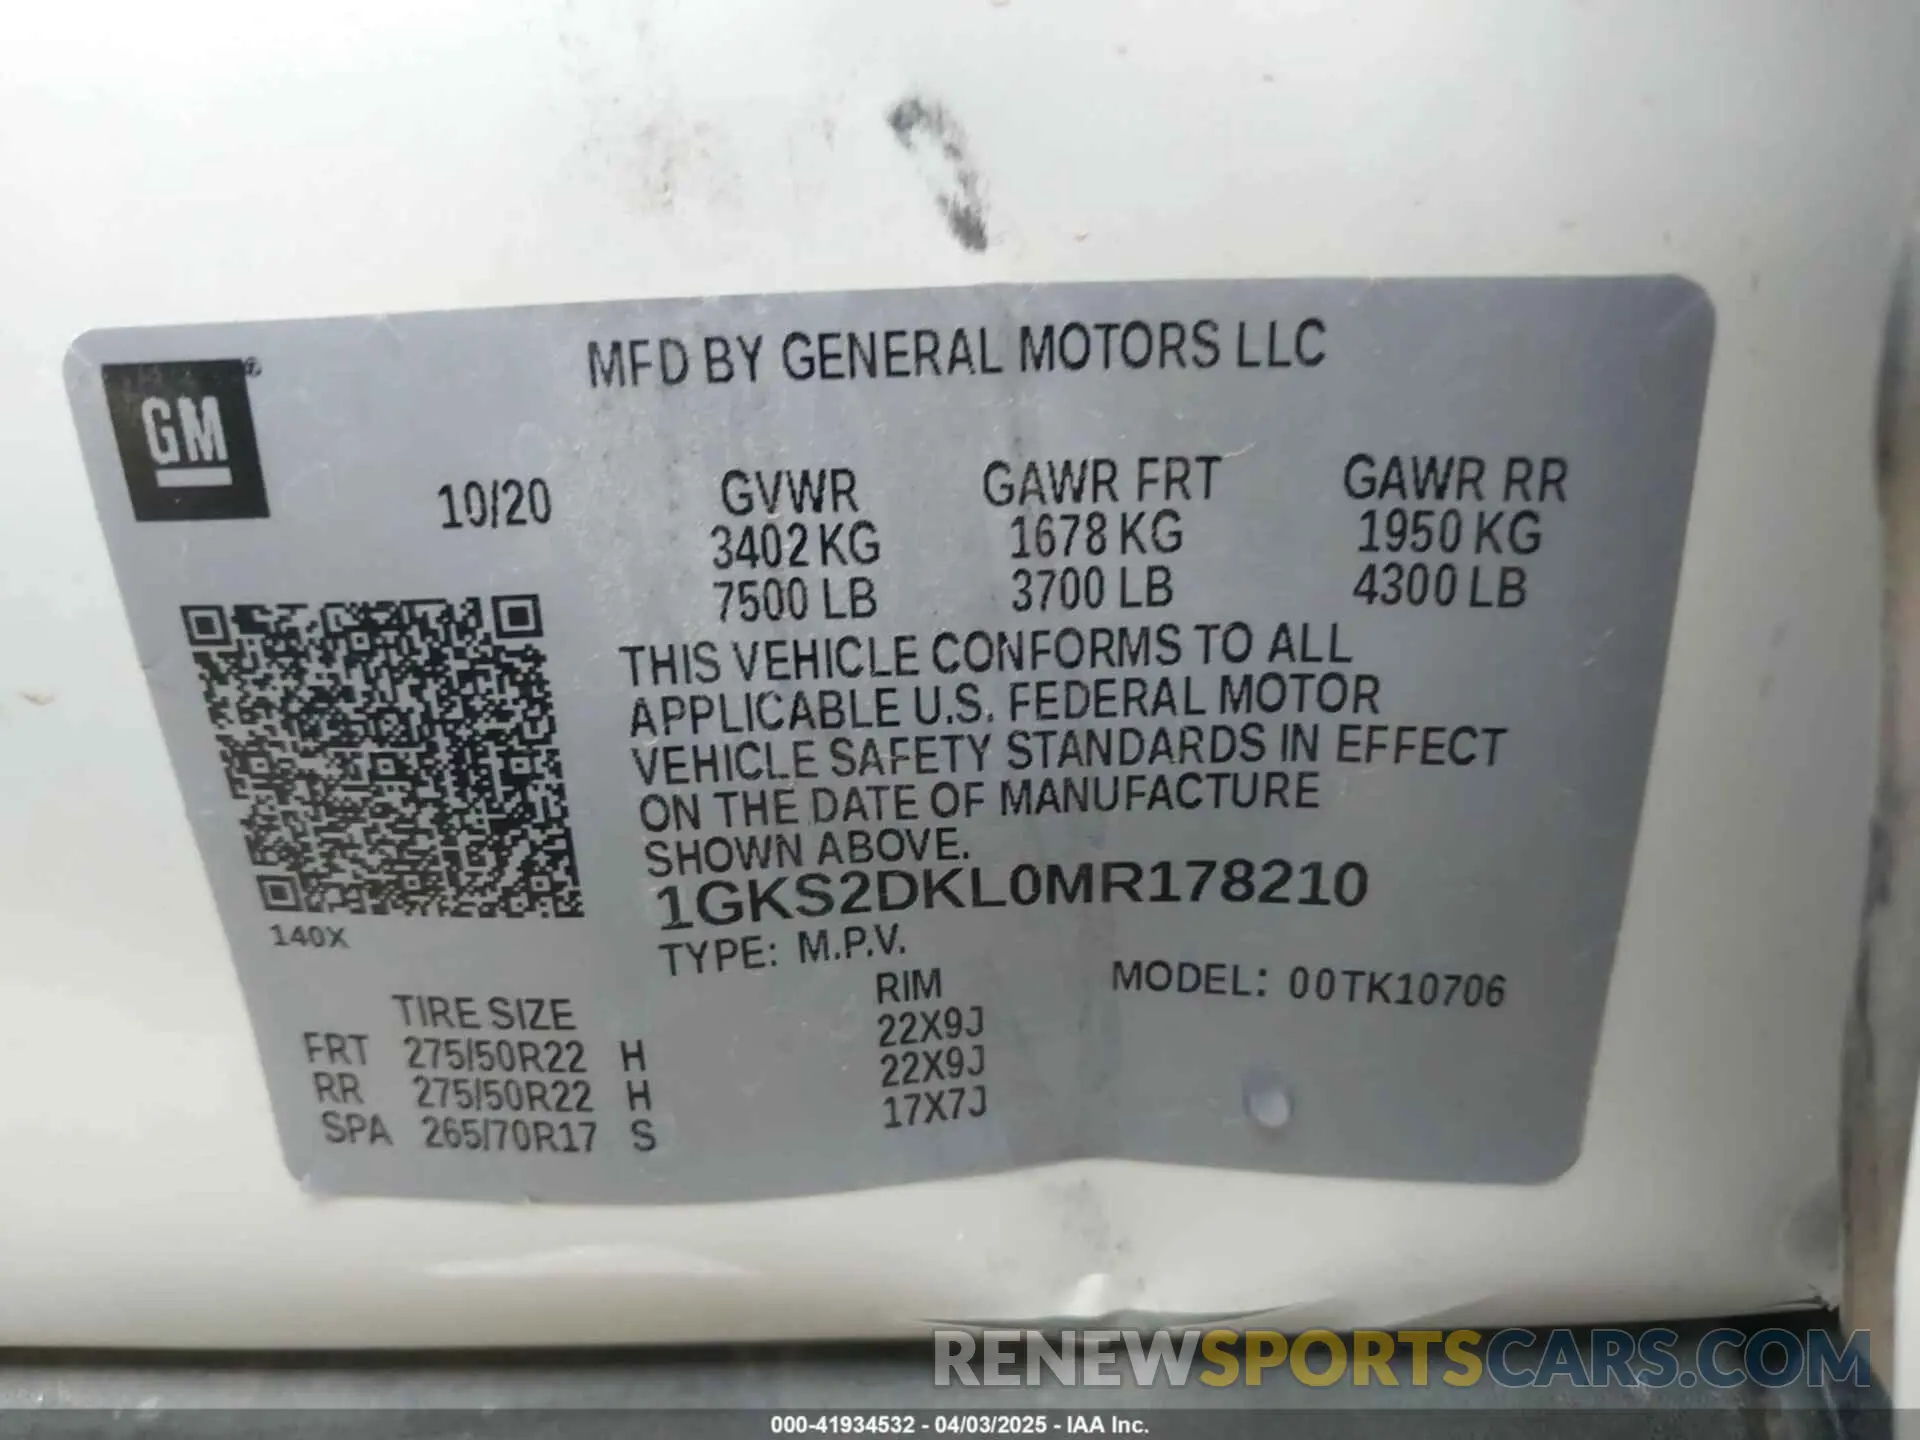 MFD BY GENERAL MOTORS LLC
GM®
10/20 GVWR GAWR FRT GAWR RR
3402 KG 1678 KG 1950 KG
7500 LB 3700 LB 4300 LB
THIS VEHICLE CONFORMS TO ALL
APPLICABLE U.S. FEDERAL MOTOR
VEHICLE SAFETY STANDARDS IN EFFECT
ON THE DATE OF MANUFACTURE
SHOWN ABOVE.
1GKS2DKL0MR178210
140X
TYPE: M.P.V.
MODEL: 00TK10706
TIRE SIZE RIM
FRT 275/50R22 H 22X9J
RR 275/50R22 H 22X9J
SPA 265/70R17 S 17X7J
RENEWSPORTSCARS.COM
000-41934532 - 04/03/2025 - IAA Inc.